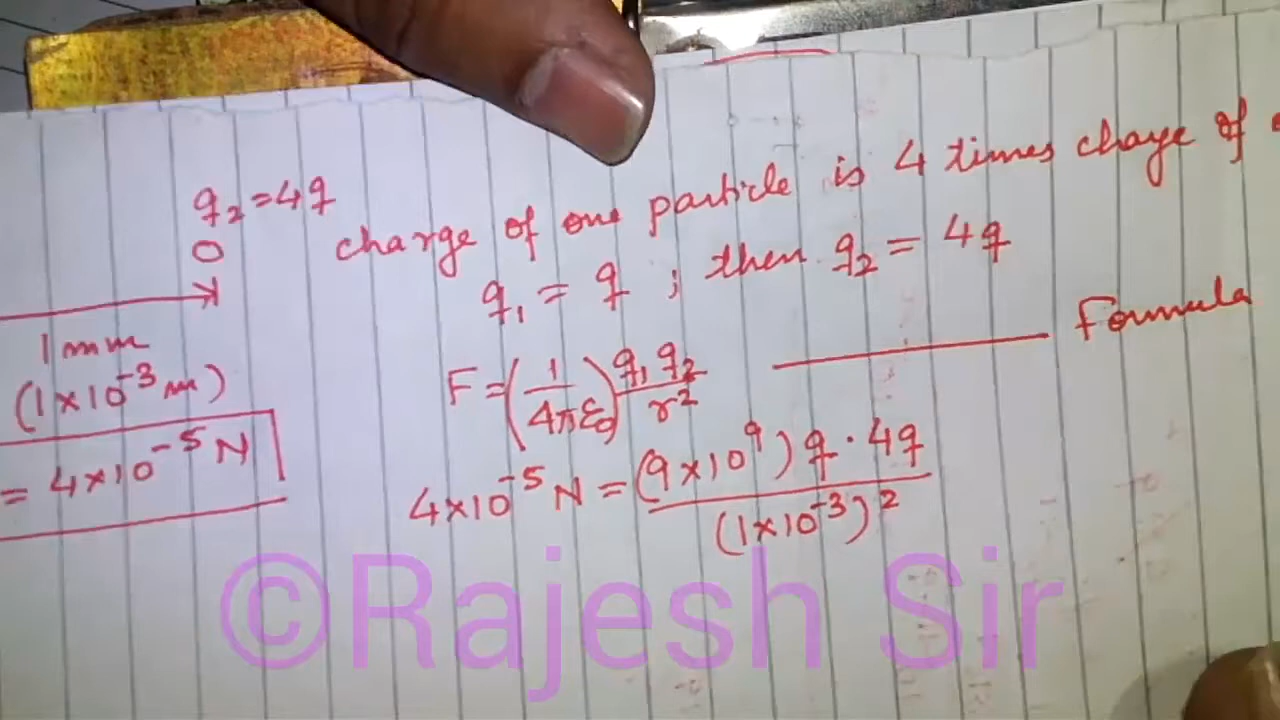 q₂=4q
charge of one particle is 4 times charge of
q₁ = q ; then q₂ = 4q
1mm
(1×10⁻³m)
F = (1/4πε₀) q₁q₂/r² Formula
= 4×10⁻⁵ N
4×10⁻⁵ N = (9×10⁹) q · 4q / (1×10⁻³)²
©Rajesh Sir